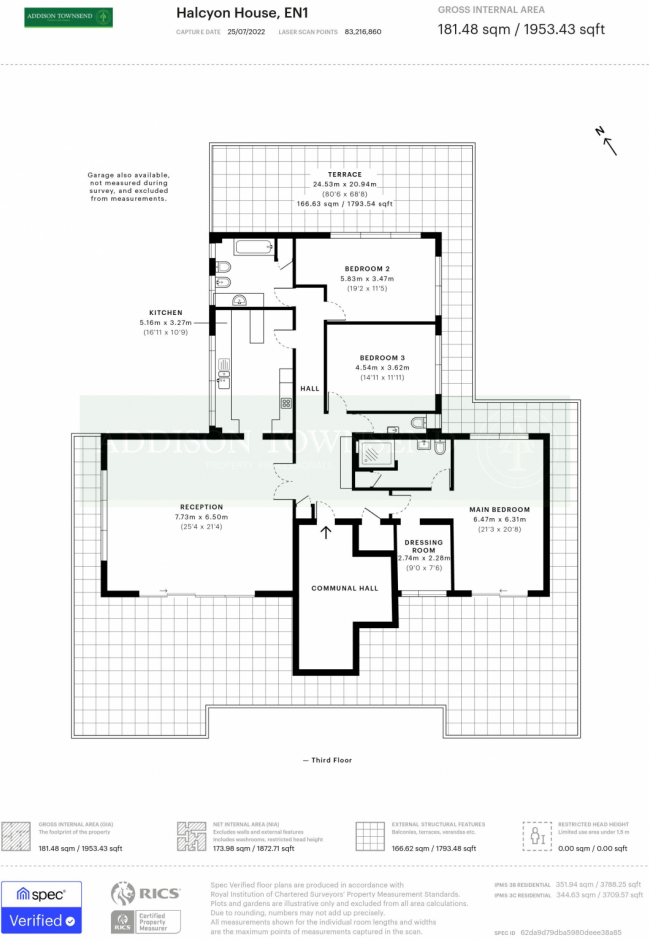 ADDISON TOWNSEND
Halcyon House, EN1
CAPTURE DATE 25/07/2022 LASER SCAN POINTS 83,216,860
GROSS INTERNAL AREA
181.48 sqm / 1953.43 sqft
N
Garage also available,
not measured during
survey, and excluded
from measurements.
TERRACE
24.53m x 20.94m
(80'6 x 68'8)
166.63 sqm / 1793.54 sqft
BEDROOM 2
5.83m x 3.47m
(19'2 x 11'5)
KITCHEN
5.16m x 3.27m
(16'11 x 10'9)
BEDROOM 3
4.54m x 3.62m
(14'11 x 11'11)
HALL
ADDISON TOWNSEND
RECEPTION
7.73m x 6.50m
(25'4 x 21'4)
MAIN BEDROOM
6.47m x 6.31m
(21'3 x 20'8)
DRESSING
ROOM
2.74m x 2.28m
(9'0 x 7'6)
COMMUNAL HALL
— Third Floor
GROSS INTERNAL AREA (GIA)
The footprint of the property
181.48 sqm / 1953.43 sqft
NET INTERNAL AREA (NIA)
Excludes walls and external features
Includes washrooms, restricted head height
173.98 sqm / 1872.71 sqft
EXTERNAL STRUCTURAL FEATURES
Balconies, terraces, verandas etc.
166.62 sqm / 1793.48 sqft
RESTRICTED HEAD HEIGHT
Limited use area under 1.5 m
0.00 sqm / 0.00 sqft
spec
Verified
RICS
RICS
Certified
Property
Measurer
Spec Verified floor plans are produced in accordance with
Royal Institution of Chartered Surveyors' Property Measurement Standards.
Plots and gardens are illustrative only and excluded from all area calculations.
Due to rounding, numbers may not add up precisely.
All measurements shown for the individual room lengths and widths
are the maximum points of measurements captured in the scan.
IPMS 3B RESIDENTIAL 351.94 sqm / 3788.25 sqft
IPMS 3C RESIDENTIAL 344.63 sqm / 3709.57 sqft
SPEC ID 62da9d79dba5980deee38a85